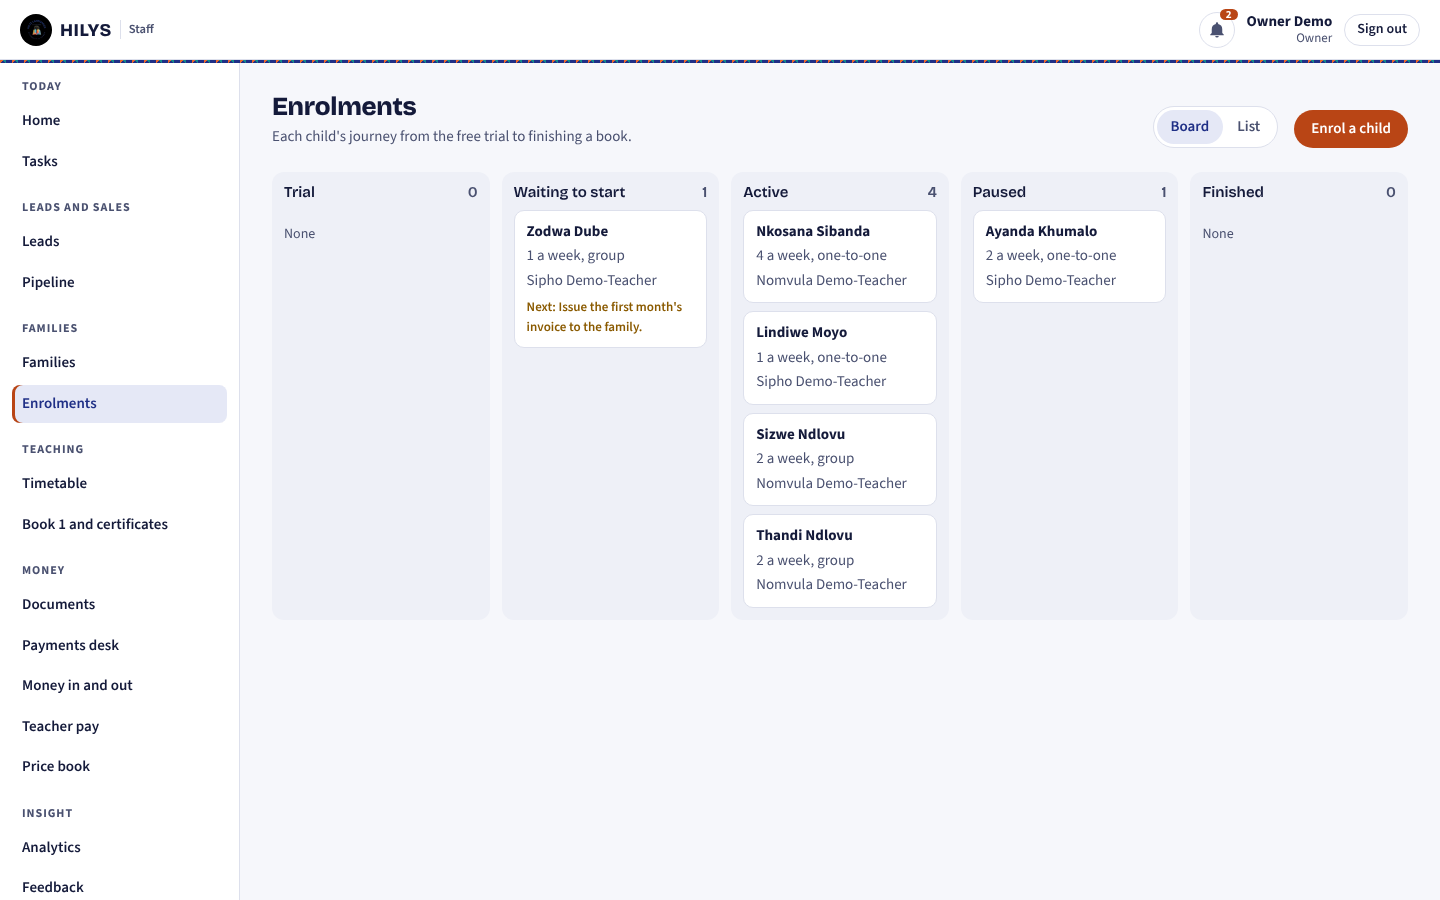 HILYS
Staff
2
Owner Demo
Owner
Sign out
TODAY
Home
Tasks
LEADS AND SALES
Leads
Pipeline
FAMILIES
Families
Enrolments
TEACHING
Timetable
Book 1 and certificates
MONEY
Documents
Payments desk
Money in and out
Teacher pay
Price book
INSIGHT
Analytics
Feedback
Enrolments
Each child's journey from the free trial to finishing a book.
Board
List
Enrol a child
Trial 0
None
Waiting to start 1
Zodwa Dube
1 a week, group
Sipho Demo-Teacher
Next: Issue the first month's
invoice to the family.
Active 4
Nkosana Sibanda
4 a week, one-to-one
Nomvula Demo-Teacher
Lindiwe Moyo
1 a week, one-to-one
Sipho Demo-Teacher
Sizwe Ndlovu
2 a week, group
Nomvula Demo-Teacher
Thandi Ndlovu
2 a week, group
Nomvula Demo-Teacher
Paused 1
Ayanda Khumalo
2 a week, one-to-one
Sipho Demo-Teacher
Finished 0
None